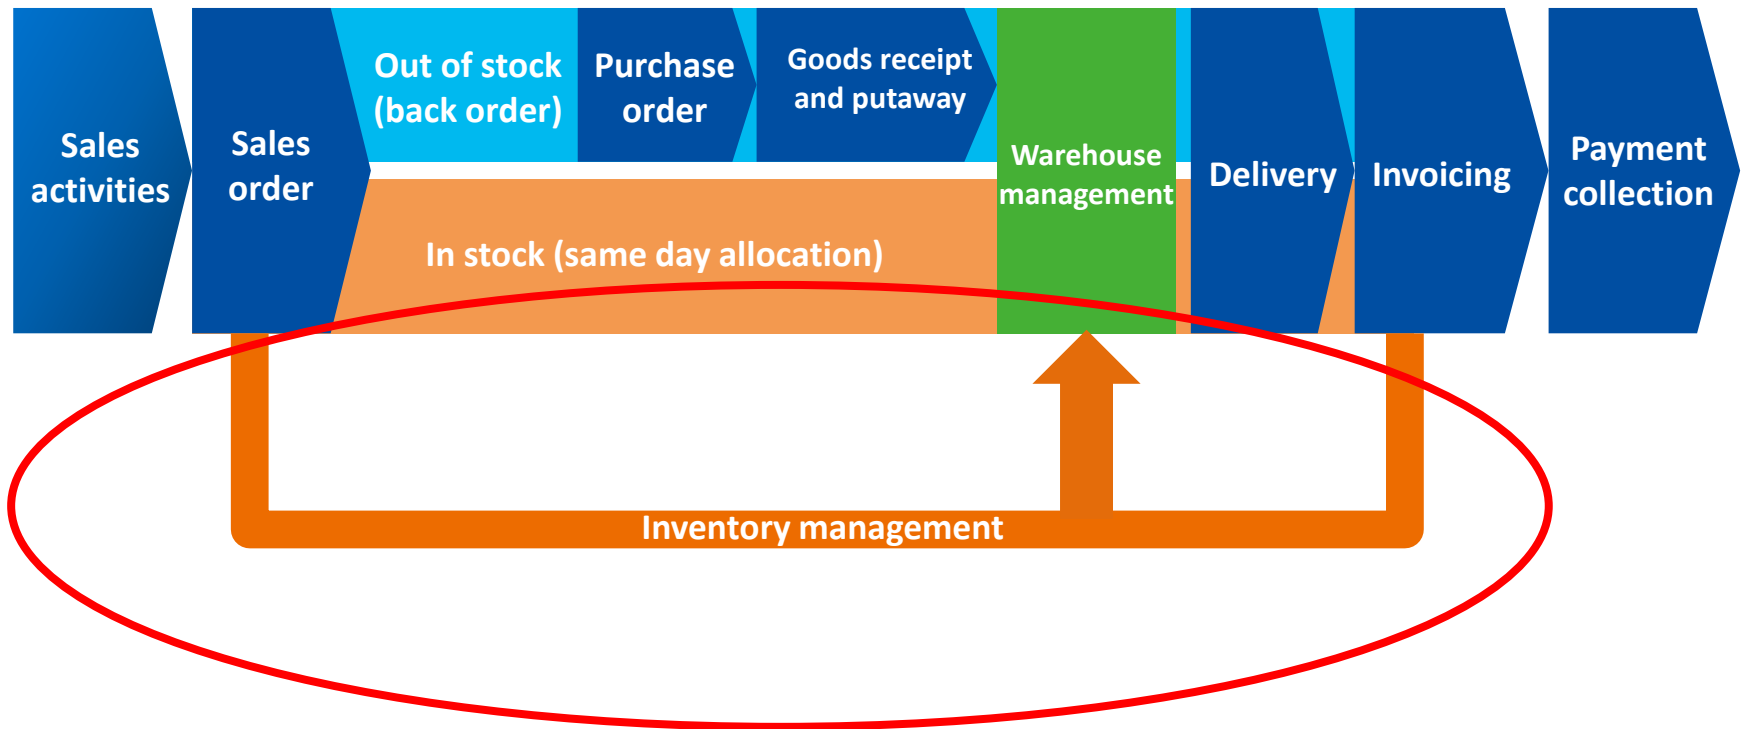 Sales
activities
Sales
order
Out of stock
(back order)
Purchase
order
Goods receipt
and putaway
In stock (same day allocation)
Warehouse
management
Delivery
Invoicing
Payment
collection
Inventory management